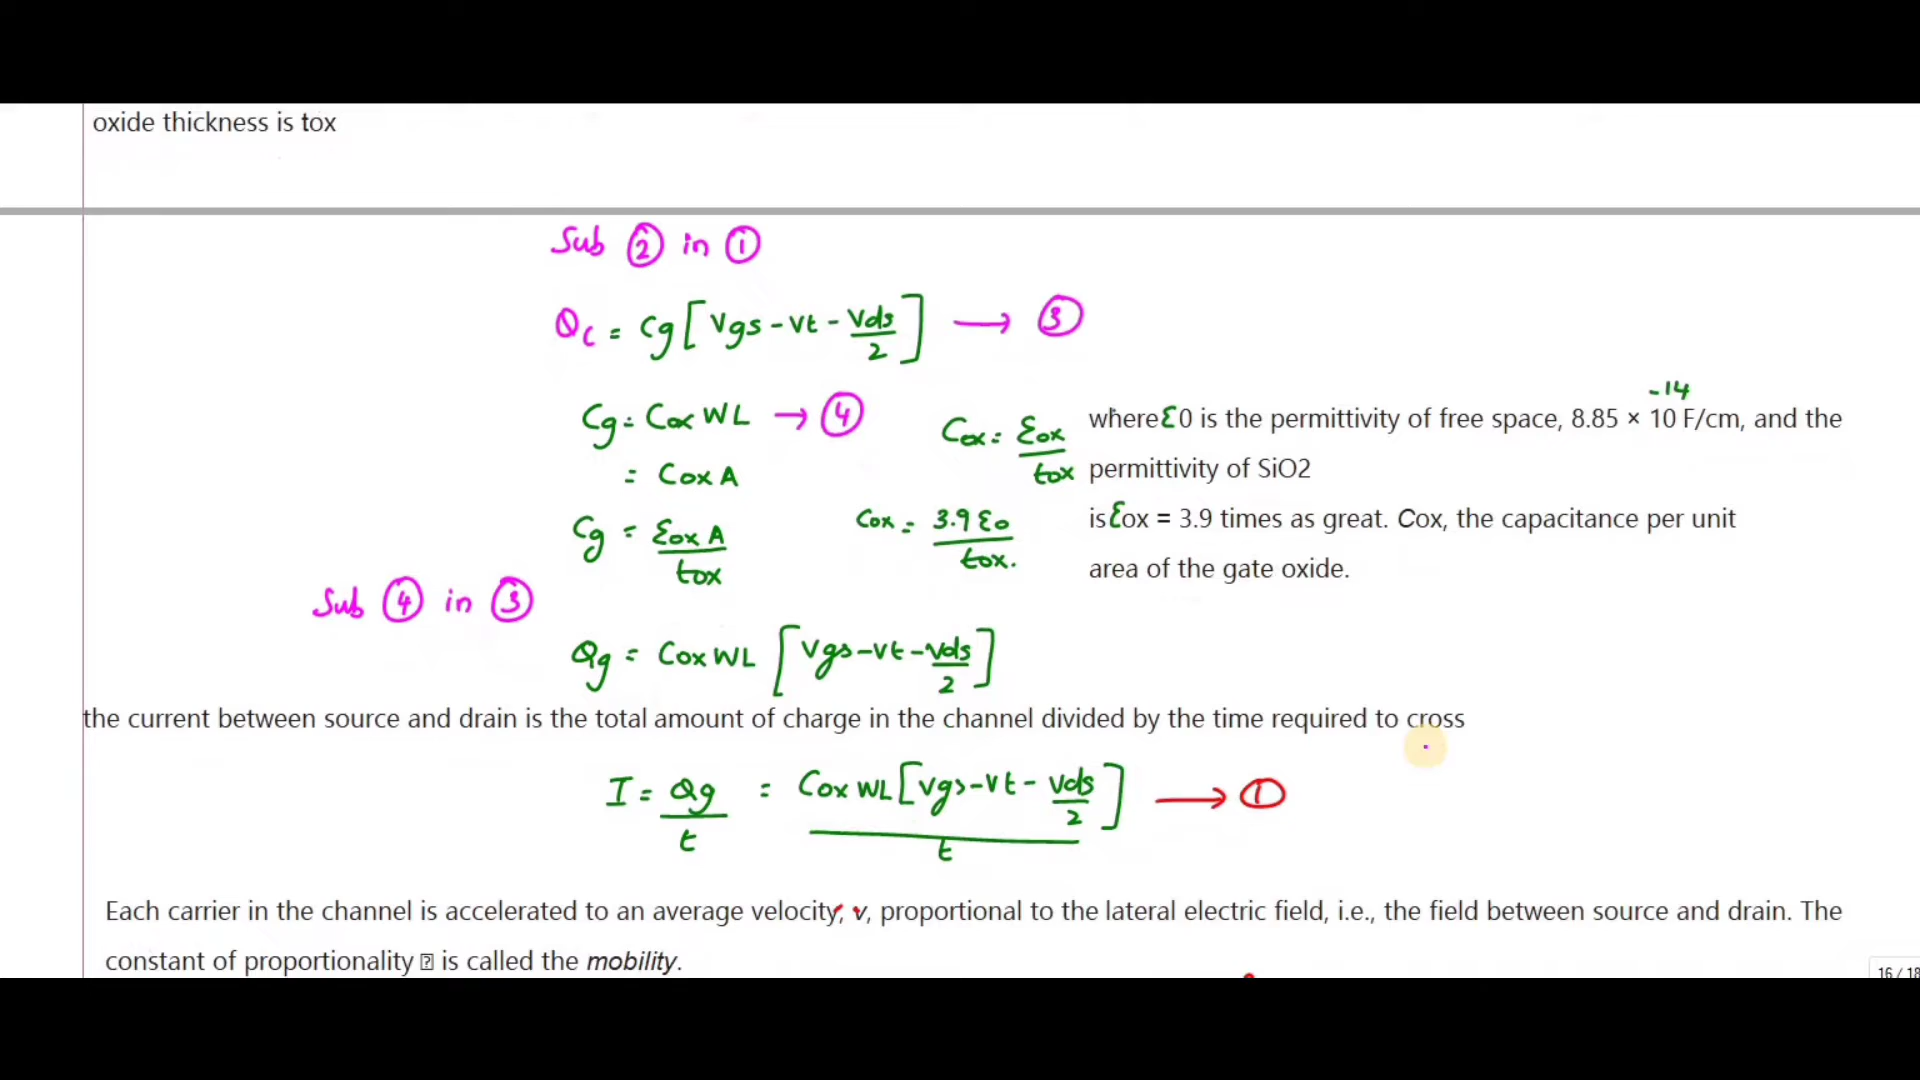 oxide thickness is tox
Sub ② in ①
Qc = Cg [Vgs - Vt - Vds/2] → ③
Cg = Cox WL → ④
= Cox A
Cox = Ɛox/tox
where Ɛ0 is the permittivity of free space, 8.85 × 10⁻¹⁴ F/cm, and the
permittivity of SiO2
is Ɛox = 3.9 times as great. Cox, the capacitance per unit
area of the gate oxide.
Cg = Ɛox A/tox
Cox = 3.9 Ɛo/tox.
Sub ④ in ③
Qg = Cox WL [Vgs - Vt - Vds/2]
the current between source and drain is the total amount of charge in the channel divided by the time required to cross
I = Qg/t = Cox WL [Vgs - Vt - Vds/2]/t → ①
Each carrier in the channel is accelerated to an average velocity, v, proportional to the lateral electric field, i.e., the field between source and drain. The
constant of proportionality is called the mobility.
16 / 18